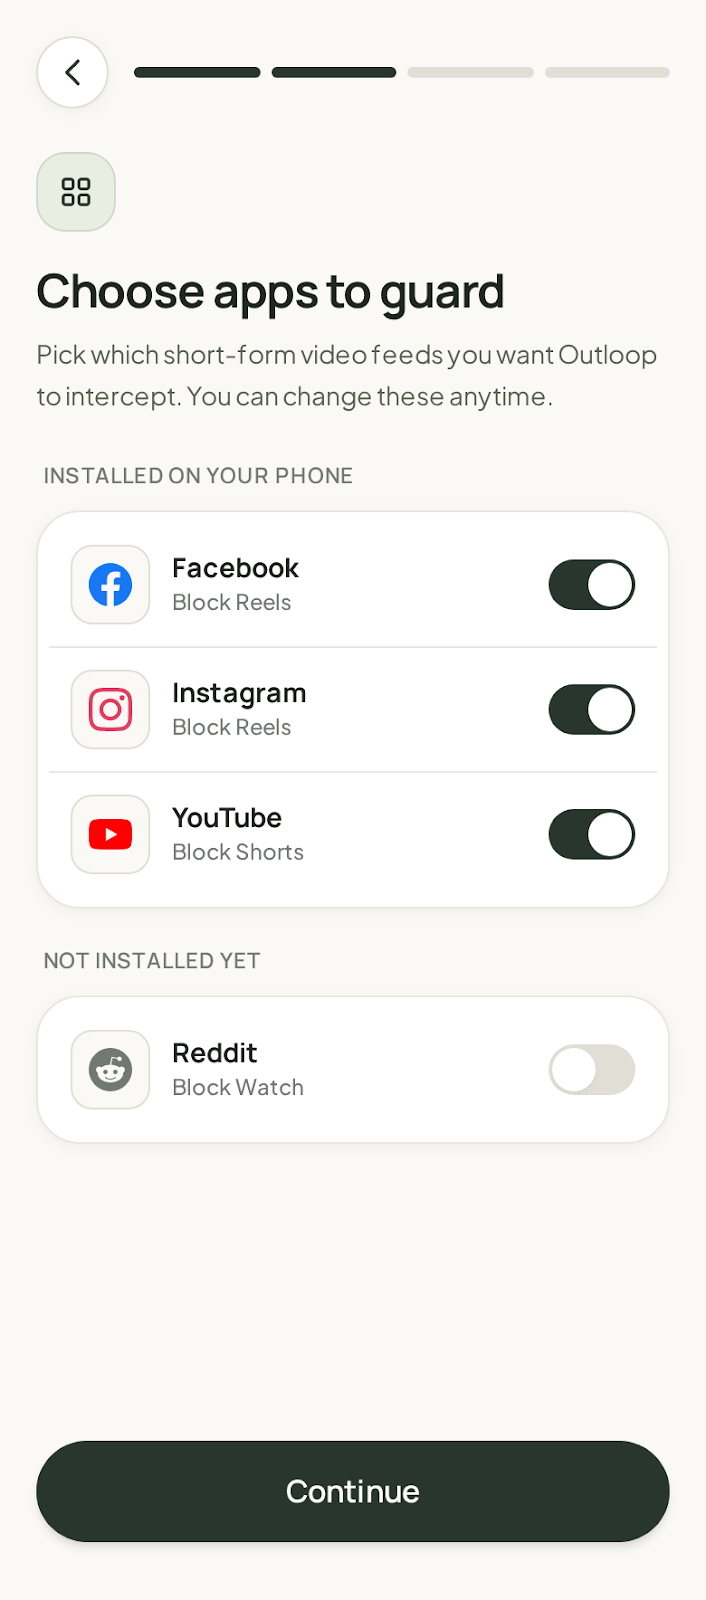 Choose apps to guard
Pick which short-form video feeds you want Outloop
to intercept. You can change these anytime.
INSTALLED ON YOUR PHONE
Facebook
Block Reels
Instagram
Block Reels
YouTube
Block Shorts
NOT INSTALLED YET
Reddit
Block Watch
Continue